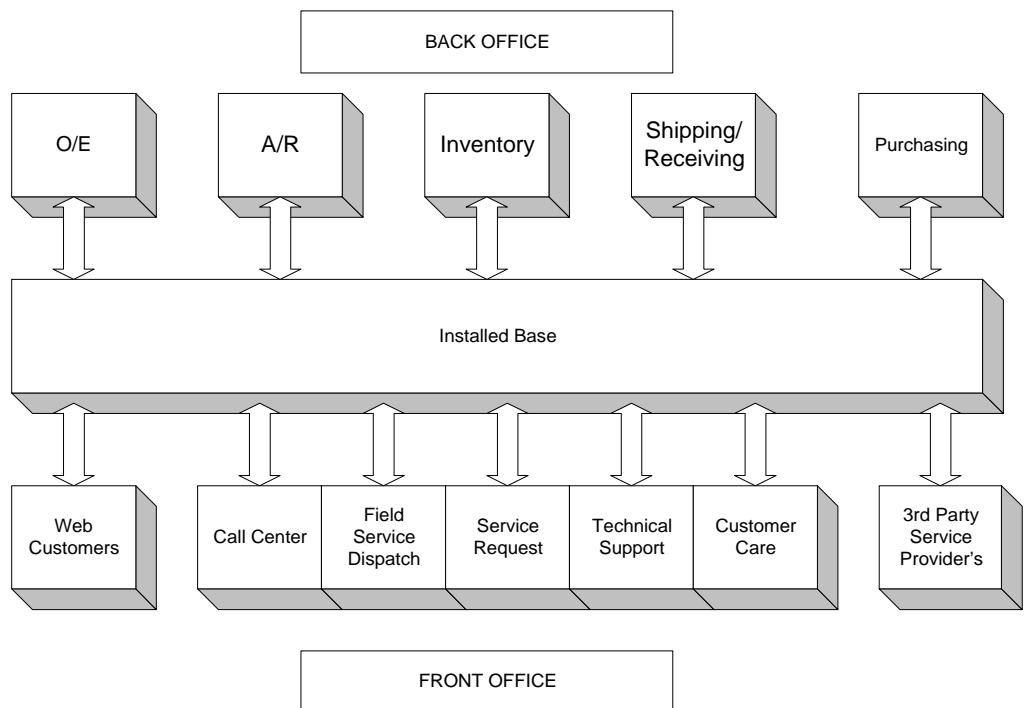 BACK OFFICE
O/E
A/R
Inventory
Shipping/
Receiving
Purchasing
Installed Base
Web
Customers
Call Center
Field
Service
Dispatch
Service
Request
Technical
Support
Customer
Care
3rd Party
Service
Provider's
FRONT OFFICE